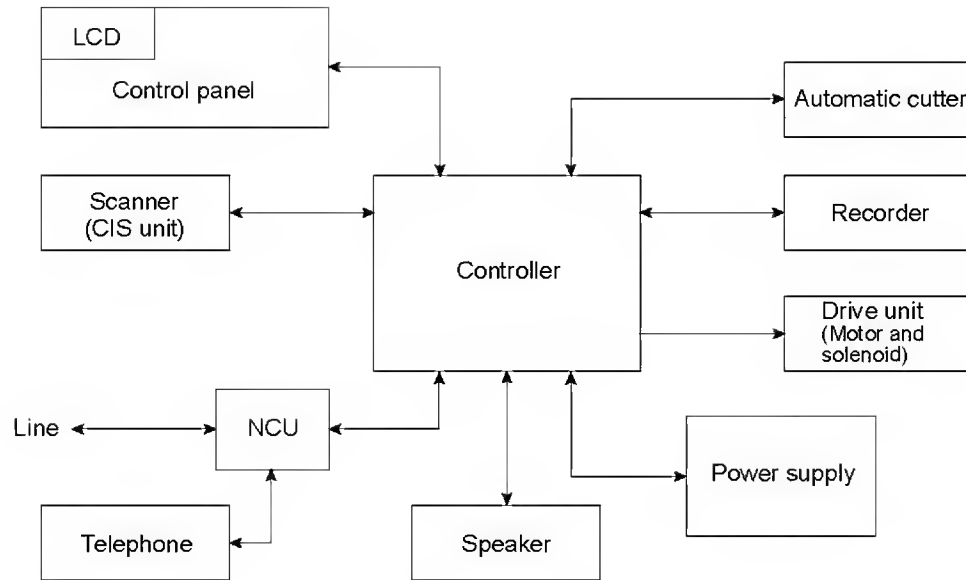 LCD
Control panel
Automatic cutter
Scanner
(CIS unit)
Recorder
Controller
Drive unit
(Motor and
solenoid)
Line
NCU
Power supply
Telephone
Speaker